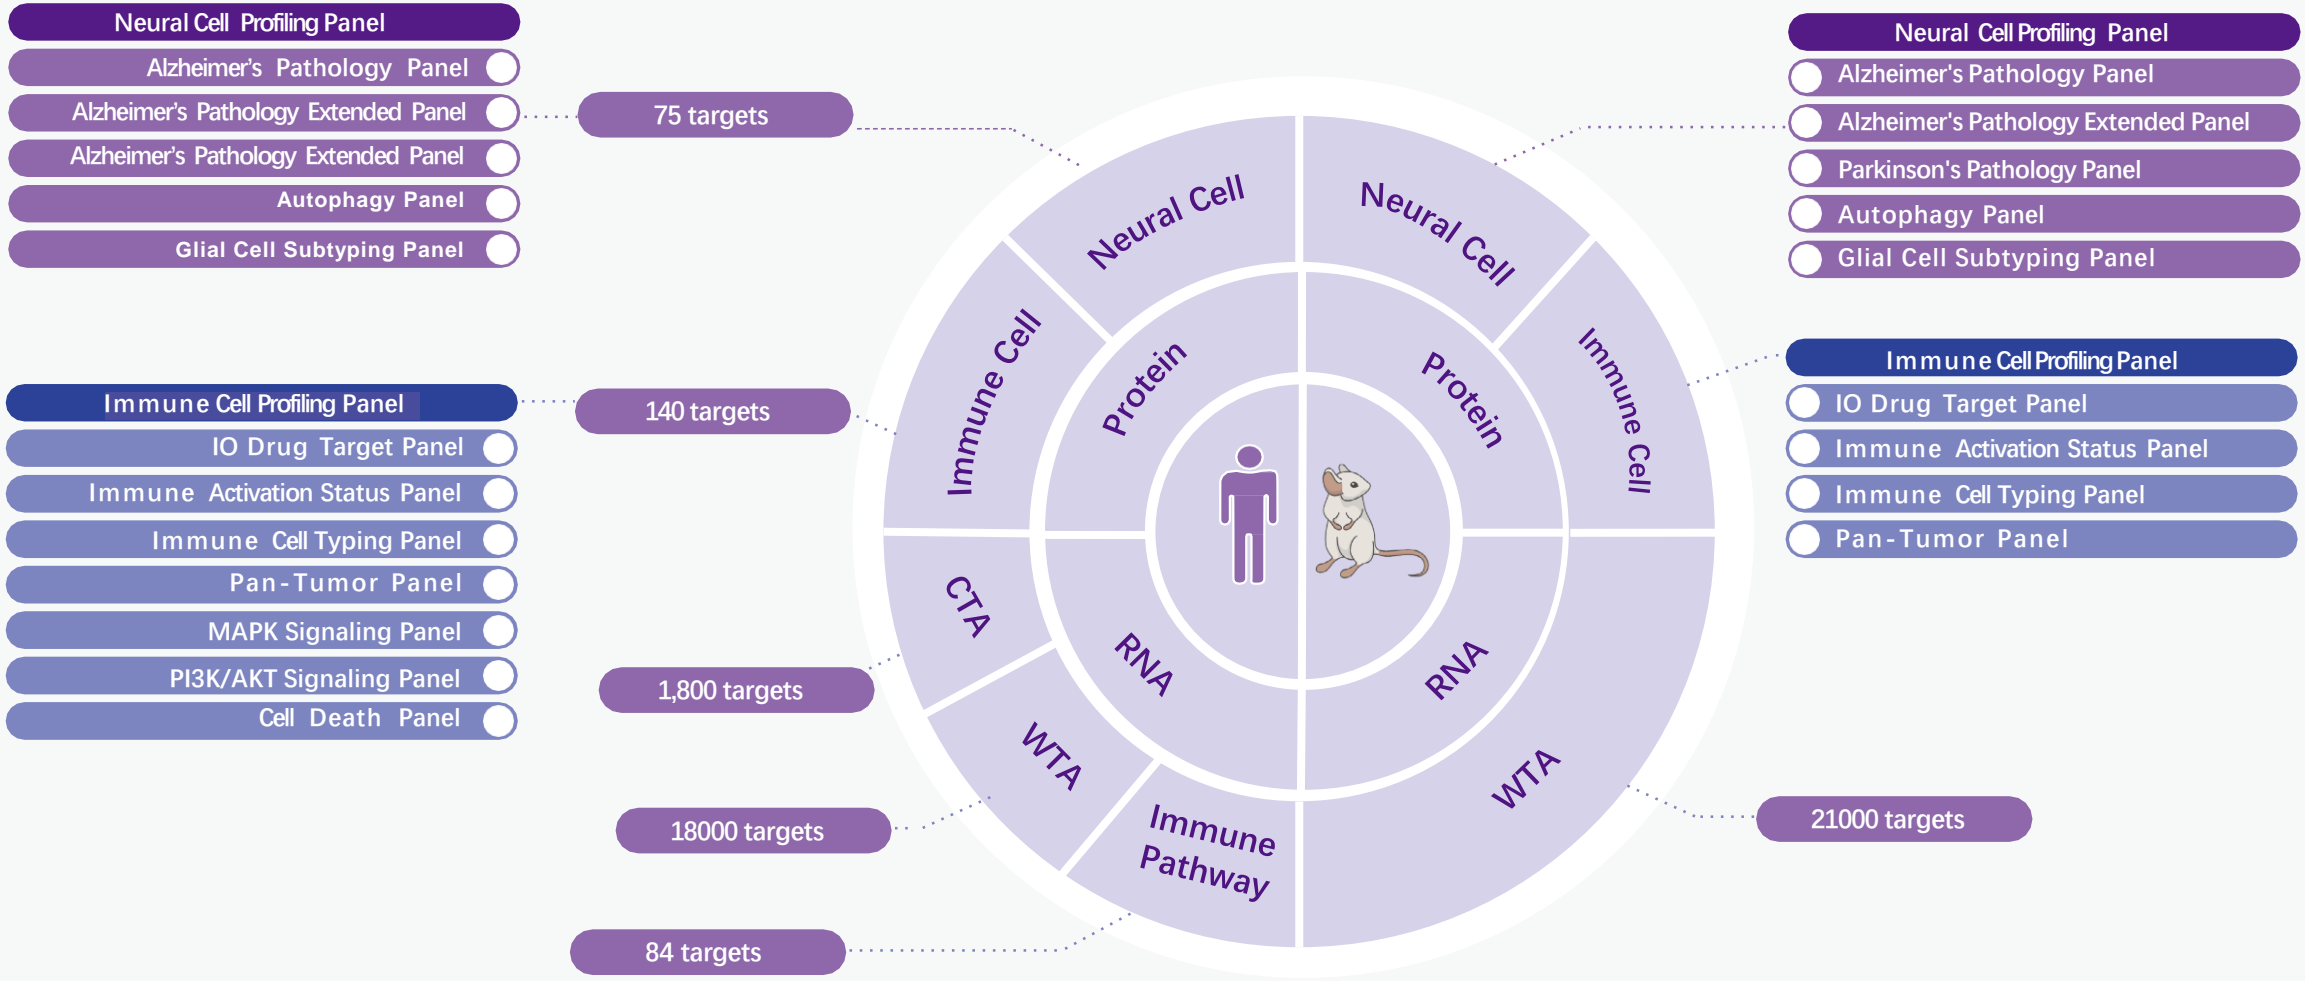 Neural Cell Profiling Panel
Alzheimer’s Pathology Panel
Alzheimer’s Pathology Extended Panel
Alzheimer’s Pathology Extended Panel
Autophagy Panel
Glial Cell Subtyping Panel
75 targets
Immune Cell Profiling Panel
IO Drug Target Panel
Immune Activation Status Panel
Immune Cell Typing Panel
Pan-Tumor Panel
MAPK Signaling Panel
PI3K/AKT Signaling Panel
Cell Death Panel
140 targets
1,800 targets
18000 targets
84 targets
Neural Cell
Immune Cell
CTA
WTA
Immune
Pathway
Protein
RNA
Neural Cell
Immune Cell
WTA
Protein
RNA
Neural Cell Profiling Panel
Alzheimer's Pathology Panel
Alzheimer's Pathology Extended Panel
Parkinson's Pathology Panel
Autophagy Panel
Glial Cell Subtyping Panel
Immune Cell Profiling Panel
IO Drug Target Panel
Immune Activation Status Panel
Immune Cell Typing Panel
Pan-Tumor Panel
21000 targets